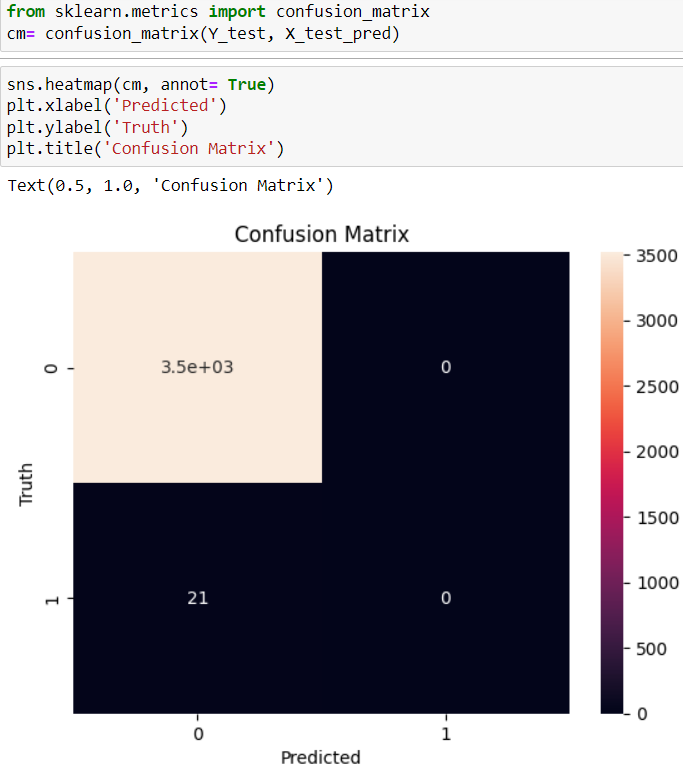 from sklearn.metrics import confusion_matrix
cm= confusion_matrix(Y_test, X_test_pred)
sns.heatmap(cm, annot= True)
plt.xlabel('Predicted')
plt.ylabel('Truth')
plt.title('Confusion Matrix')
Text(0.5, 1.0, 'Confusion Matrix')
Confusion Matrix
3500
3000
2500
2000
1500
1000
500
0
0
3.5e+03
0
Truth
1
21
0
0
1
Predicted